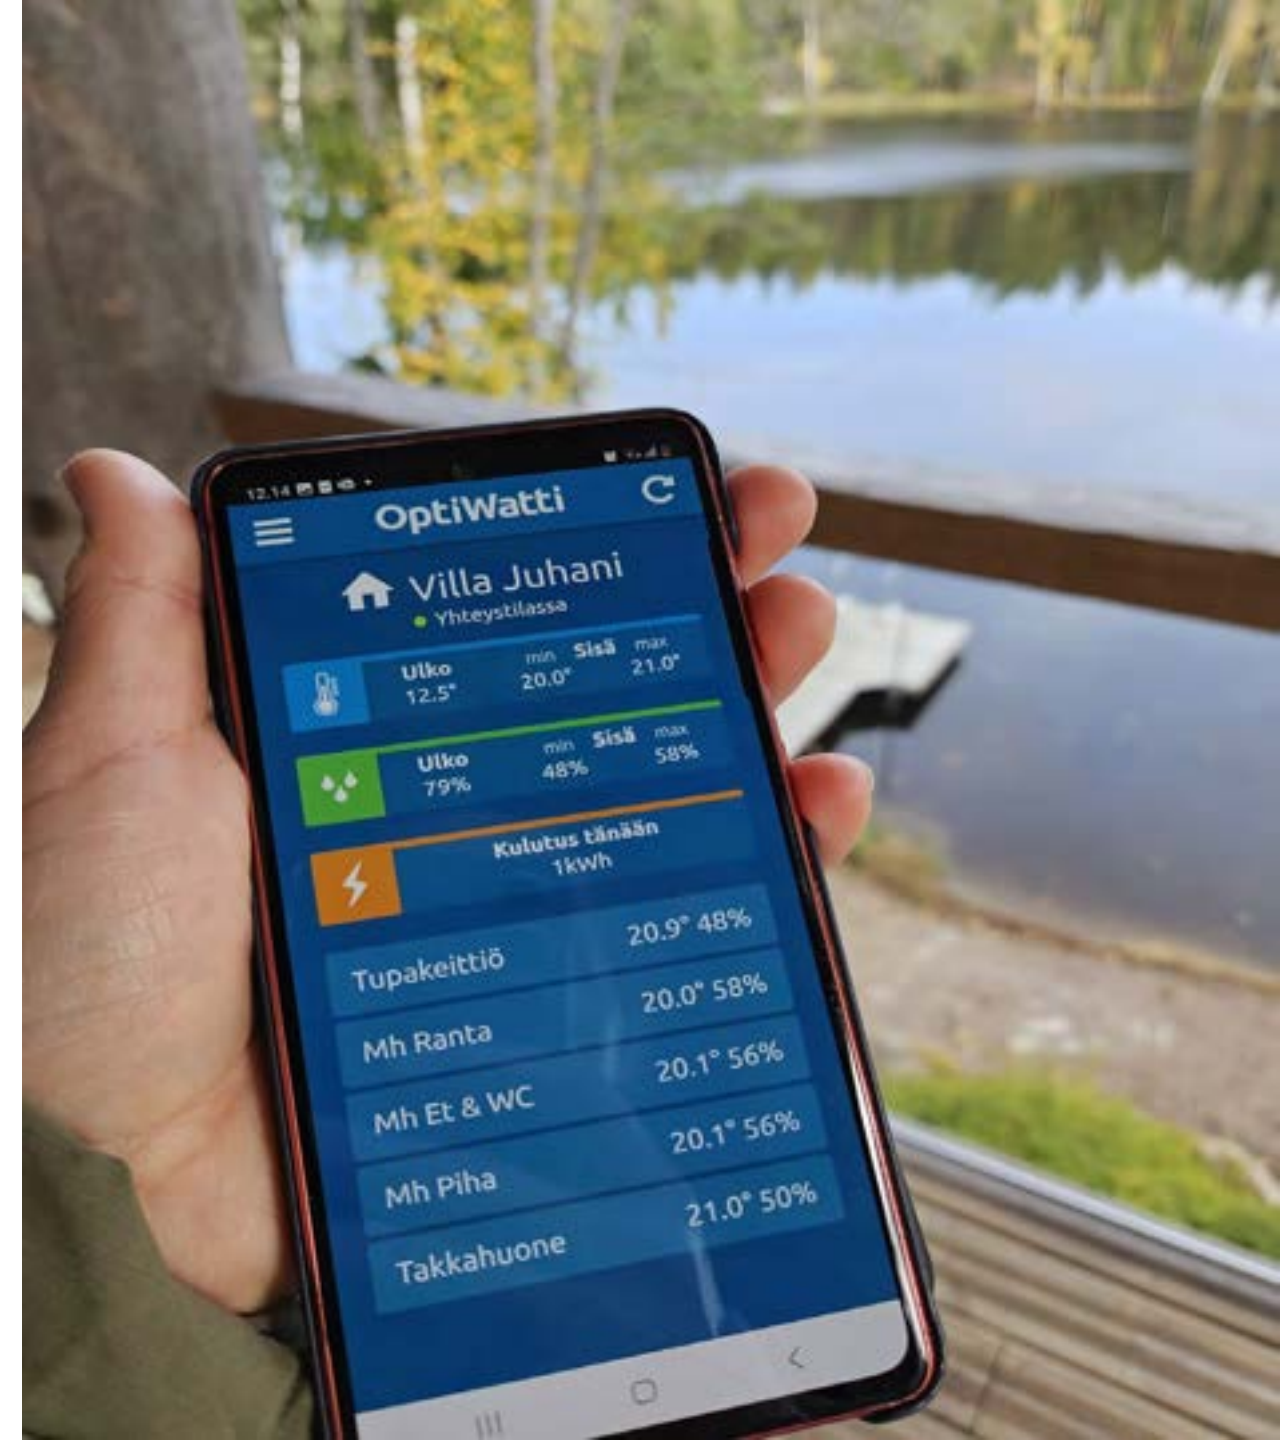 12.14
OptiWatti
Villa Juhani
Yhteystilassa
Ulko min Sisä max
12.5° 20.0° 21.0°
Ulko min Sisä max
79% 48% 58%
Kulutus tänään
1kWh
Tupakeittiö 20.9° 48%
Mh Ranta 20.0° 58%
Mh Et & WC 20.1° 56%
Mh Piha 20.1° 56%
Takkahuone 21.0° 50%